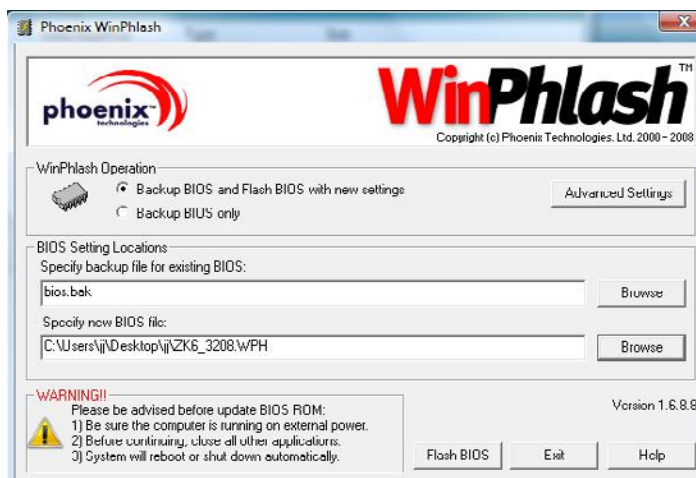 Phoenix WinPhlash
phoenix™
technologies
WinPhlash™
Copyright (c) Phoenix Technologies. Ltd. 2000 - 2008
WinPhlash Operation
Backup BIOS and Flash BIOS with new settings
Advanced Settings
Backup BIOS only
BIOS Setting Locations
Specify backup file for existing BIOS:
bios.bak
Browse
Specify new BIOS file:
C:\Users\jj\Desktop\jj\ZK6_3208.WPH
Browse
WARNING!!
Please be advised before update BIOS ROM:
1) Be sure the computer is running on external power.
2) Before continuing, close all other applications.
3) System will reboot or shut down automatically.
Version 1.6.8.8
Flash BIOS
Exit
Help